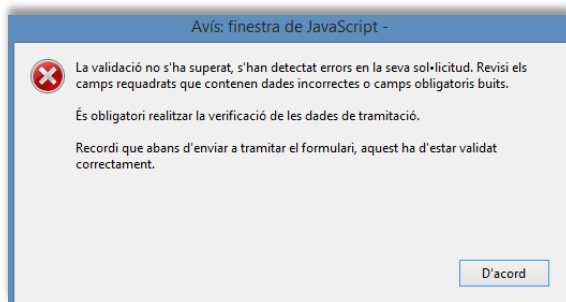 Avís: finestra de JavaScript -
La validació no s'ha superat, s'han detectat errors en la seva sol•licitud. Revisi els
camps requadrats que contenen dades incorrectes o camps obligatoris buits.
És obligatori realitzar la verificació de les dades de tramitació.
Recordi que abans d'enviar a tramitar el formulari, aquest ha d'estar validat
correctament.
D'acord